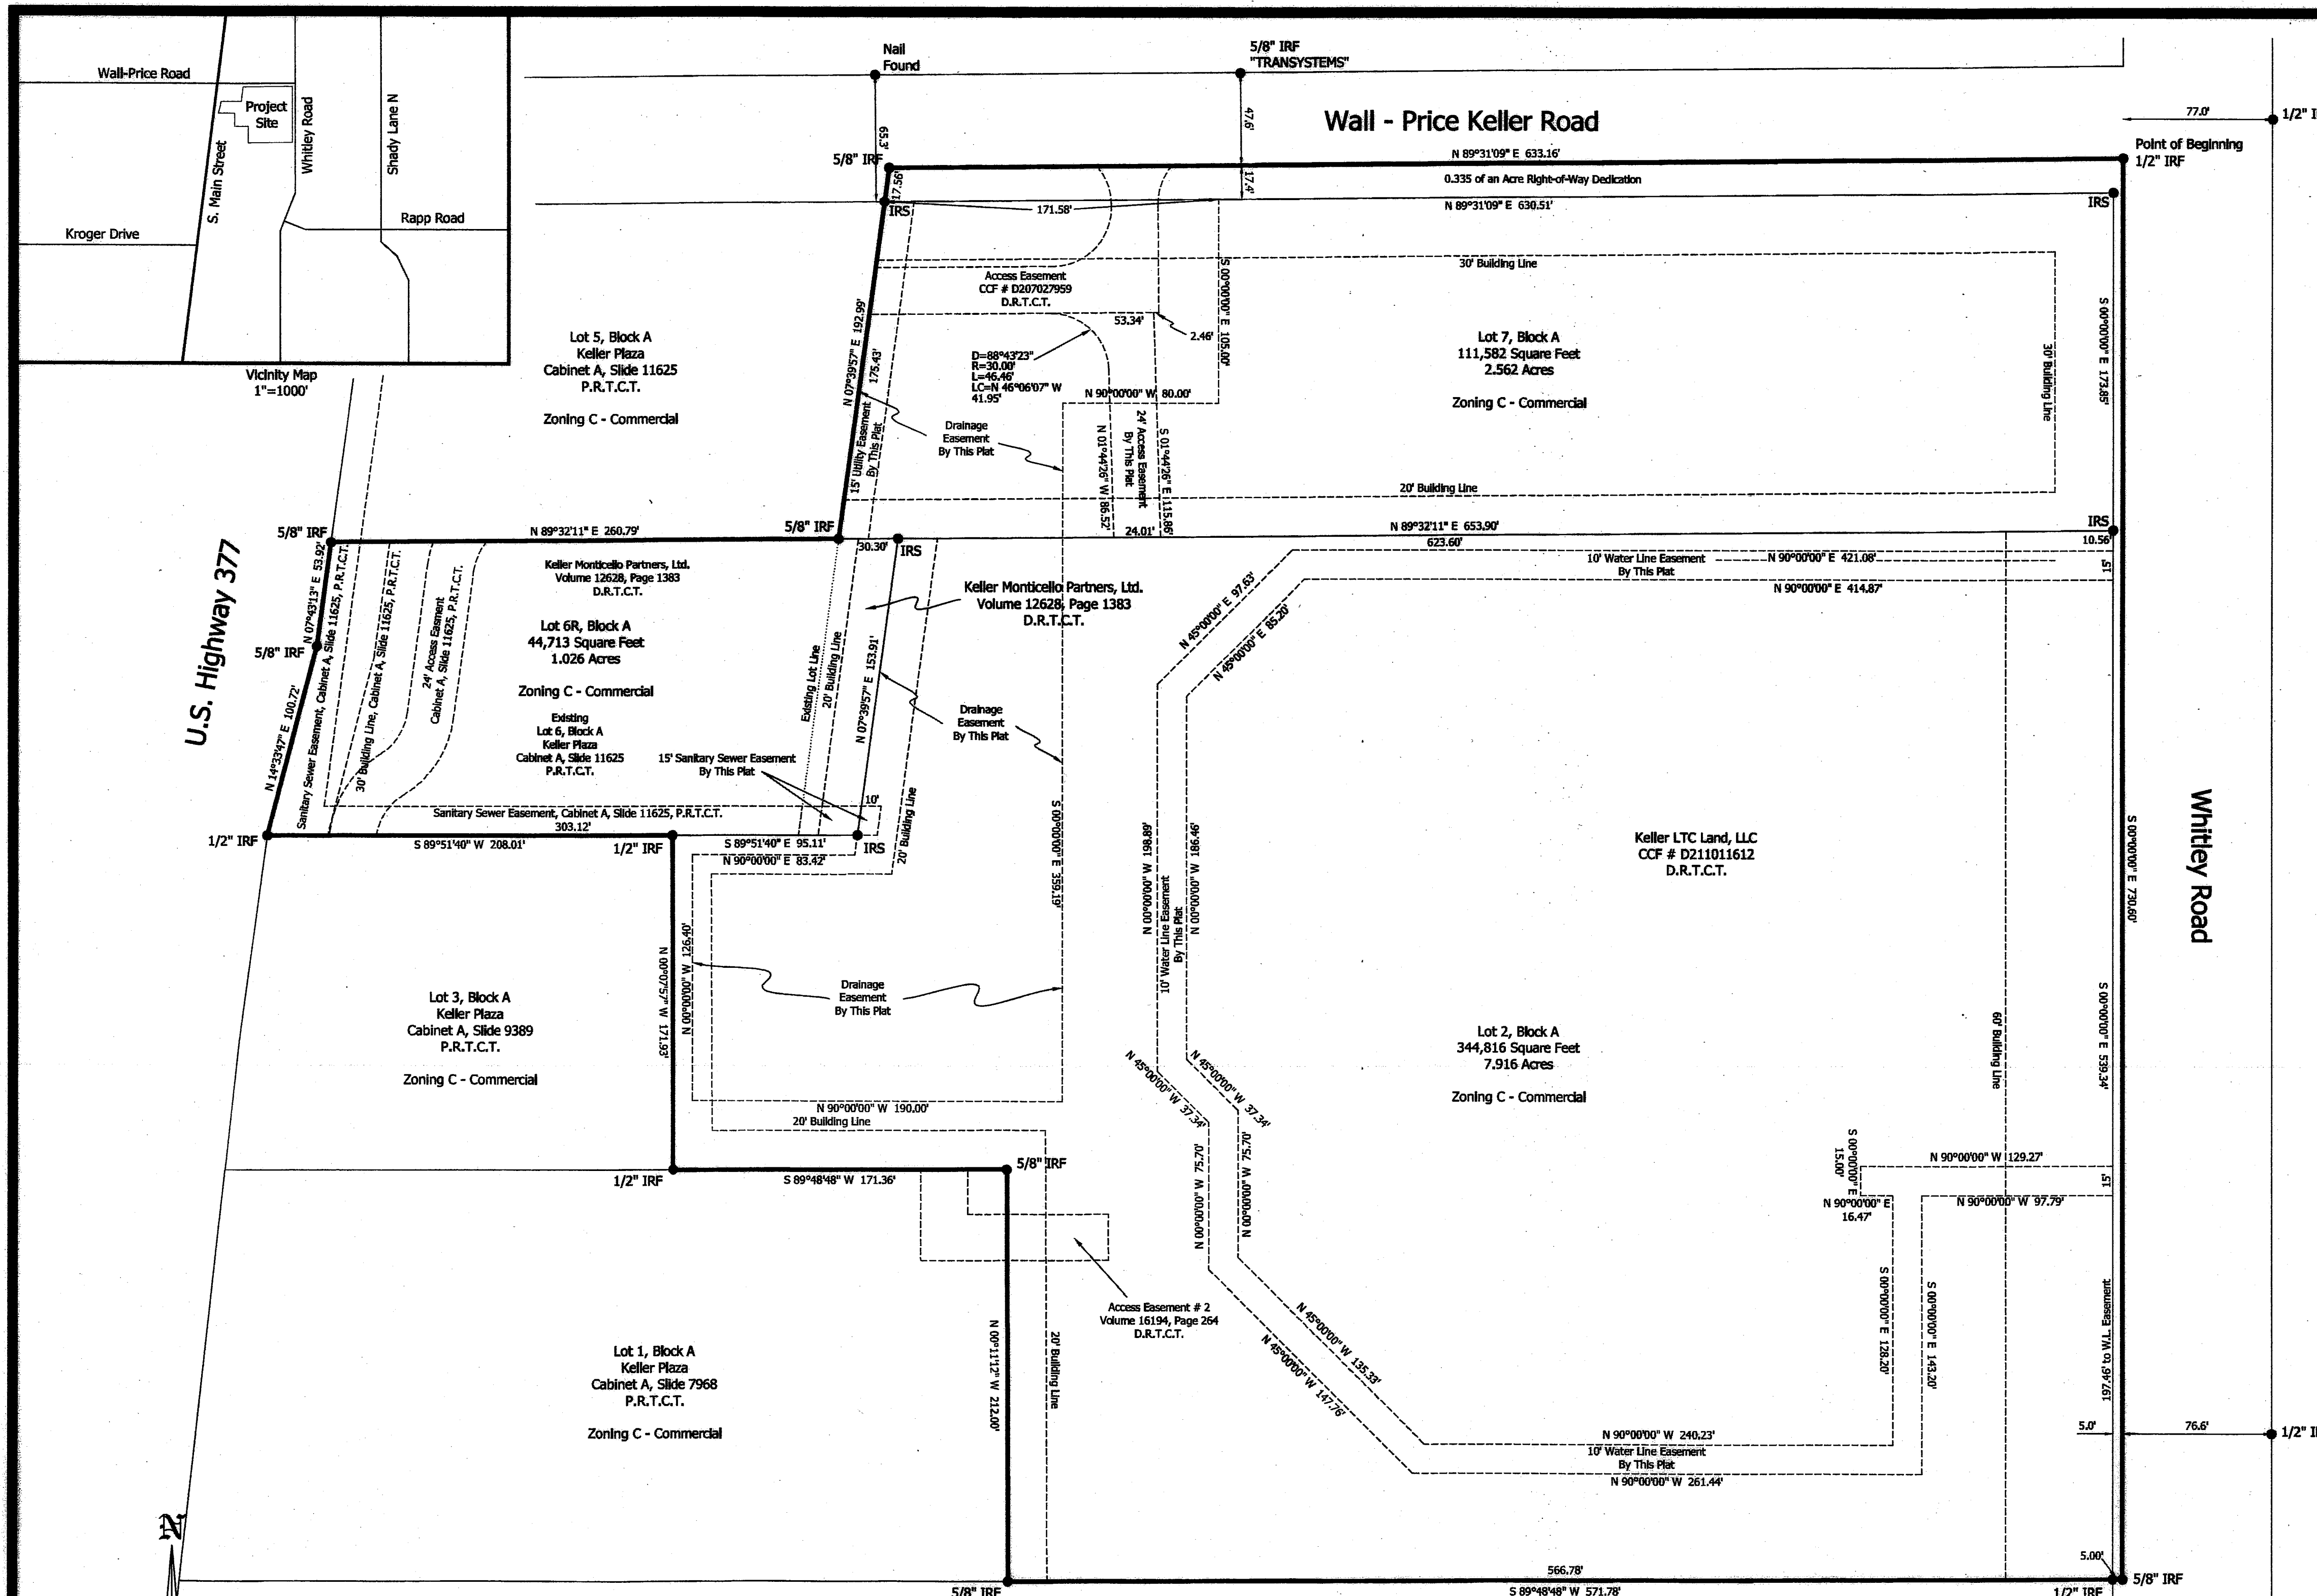 Wall-Price Road
Project
Site
S. Main Street
Whitley Road
Shady Lane N
Rapp Road
Kroger Drive
Vicinity Map
1"=1000'
Nail
Found
5/8" IRF
"TRANSYSTEMS"
65.3'
47.6'
Wall - Price Keller Road
77.0'
Point of Beginning
1/2" IRF
5/8" IRF
N 89°31'09" E 633.16'
17.56'
17.4'
0.335 of an Acre Right-of-Way Dedication
IRS
171.58'
N 89°31'09" E 630.51'
IRS
30' Building Line
Access Easement
CCF # D207027959
D.R.T.C.T.
S 00°00'00" E 105.00'
53.34'
2.46'
Lot 5, Block A
Keller Plaza
Cabinet A, Slide 11625
P.R.T.C.T.
Zoning C - Commercial
N 07°39'57" E 192.99'
175.43'
15' Utility Easement
By This Plat
D=88°43'23"
R=30.00'
L=46.46'
LC=N 46°06'07" W
41.95'
N 90°00'00" W 80.00'
Drainage
Easement
By This Plat
N 01°44'26" W 86.52'
24' Access Easement
By This Plat
S 01°44'26" E 115.86'
Lot 7, Block A
111,582 Square Feet
2.562 Acres
Zoning C - Commercial
30' Building Line
S 00°00'00" E 173.85'
20' Building Line
5/8" IRF
N 89°32'11" E 260.79'
5/8" IRF
30.30'
IRS
24.01'
N 89°32'11" E 653.90'
623.60'
IRS
10.56'
10' Water Line Easement
By This Plat
N 90°00'00" E 421.08'
15'
N 90°00'00" E 414.87'
U.S. Highway 377
N 07°43'13" E 53.92'
5/8" IRF
N 14°33'47" E 100.72'
Sanitary Sewer Easement, Cabinet A, Slide 11625, P.R.T.C.T.
30' Building Line, Cabinet A, Slide 11625, P.R.T.C.T.
24' Access Easment
Cabinet A, Slide 11625, P.R.T.C.T.
Keller Monticello Partners, Ltd.
Volume 12628, Page 1383
D.R.T.C.T.
Lot 6R, Block A
44,713 Square Feet
1.026 Acres
Zoning C - Commercial
Existing
Lot 6, Block A
Keller Plaza
Cabinet A, Slide 11625
P.R.T.C.T.
15' Sanitary Sewer Easement
By This Plat
Existing Lot Line
20' Building Line
N 07°39'57" E 153.91'
20' Building Line
Keller Monticello Partners, Ltd.
Volume 12628, Page 1383
D.R.T.C.T.
Drainage
Easement
By This Plat
N 45°00'00" E 97.63'
N 45°00'00" E 85.20'
10'
Sanitary Sewer Easement, Cabinet A, Slide 11625, P.R.T.C.T.
303.12'
1/2" IRF
S 89°51'40" W 208.01'
1/2" IRF
S 89°51'40" E 95.11'
IRS
N 90°00'00" E 83.42'
S 00°00'00" E 359.19'
N 00°00'00" W 198.89'
10' Water Line Easement
By This Plat
N 00°00'00" W 186.46'
Keller LTC Land, LLC
CCF # D211011612
D.R.T.C.T.
S 00°00'00" E 730.60'
Whitley Road
N 00°07'57" W 171.93'
N 00°00'00" W 126.40'
Drainage
Easement
By This Plat
Lot 3, Block A
Keller Plaza
Cabinet A, Slide 9389
P.R.T.C.T.
Zoning C - Commercial
Lot 2, Block A
344,816 Square Feet
7.916 Acres
Zoning C - Commercial
60' Building Line
S 00°00'00" E 539.34'
N 45°00'00" W 37.34'
N 45°00'00" W 37.34'
N 90°00'00" W 190.00'
20' Building Line
N 00°00'00" W 75.70'
N 00°00'00" W 75.70'
5/8" IRF
1/2" IRF
S 89°48'48" W 171.36'
S 00°00'00" E
15.00'
N 90°00'00" W 129.27'
15'
N 90°00'00" E
16.47'
N 90°00'00" W 97.79'
Access Easement # 2
Volume 16194, Page 264
D.R.T.C.T.
S 00°00'00" E 128.20'
S 00°00'00" E 143.20'
197.46' to W.L. Easement
Lot 1, Block A
Keller Plaza
Cabinet A, Slide 7968
P.R.T.C.T.
Zoning C - Commercial
N 00°11'12" W 212.00'
20' Building Line
N 45°00'00" W 135.33'
N 45°00'00" W 147.76'
N 90°00'00" W 240.23'
10' Water Line Easement
By This Plat
N 90°00'00" W 261.44'
5.0'
76.6'
N
5/8" IRF
566.78'
S 89°48'48" W 571.78'
5.00'
1/2" IRF
5/8" IRF